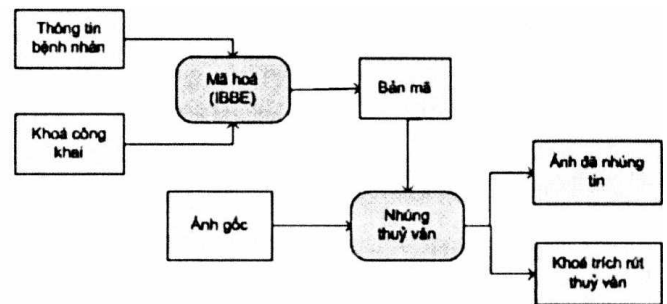 Thông tin
bệnh nhân
Mã hoá
(IBBE)
Bản mã
Khoá công
khai
Ảnh đã nhúng
tin
Ảnh gốc
Nhúng
thuỷ vân
Khoá trích rút
thuỷ vân